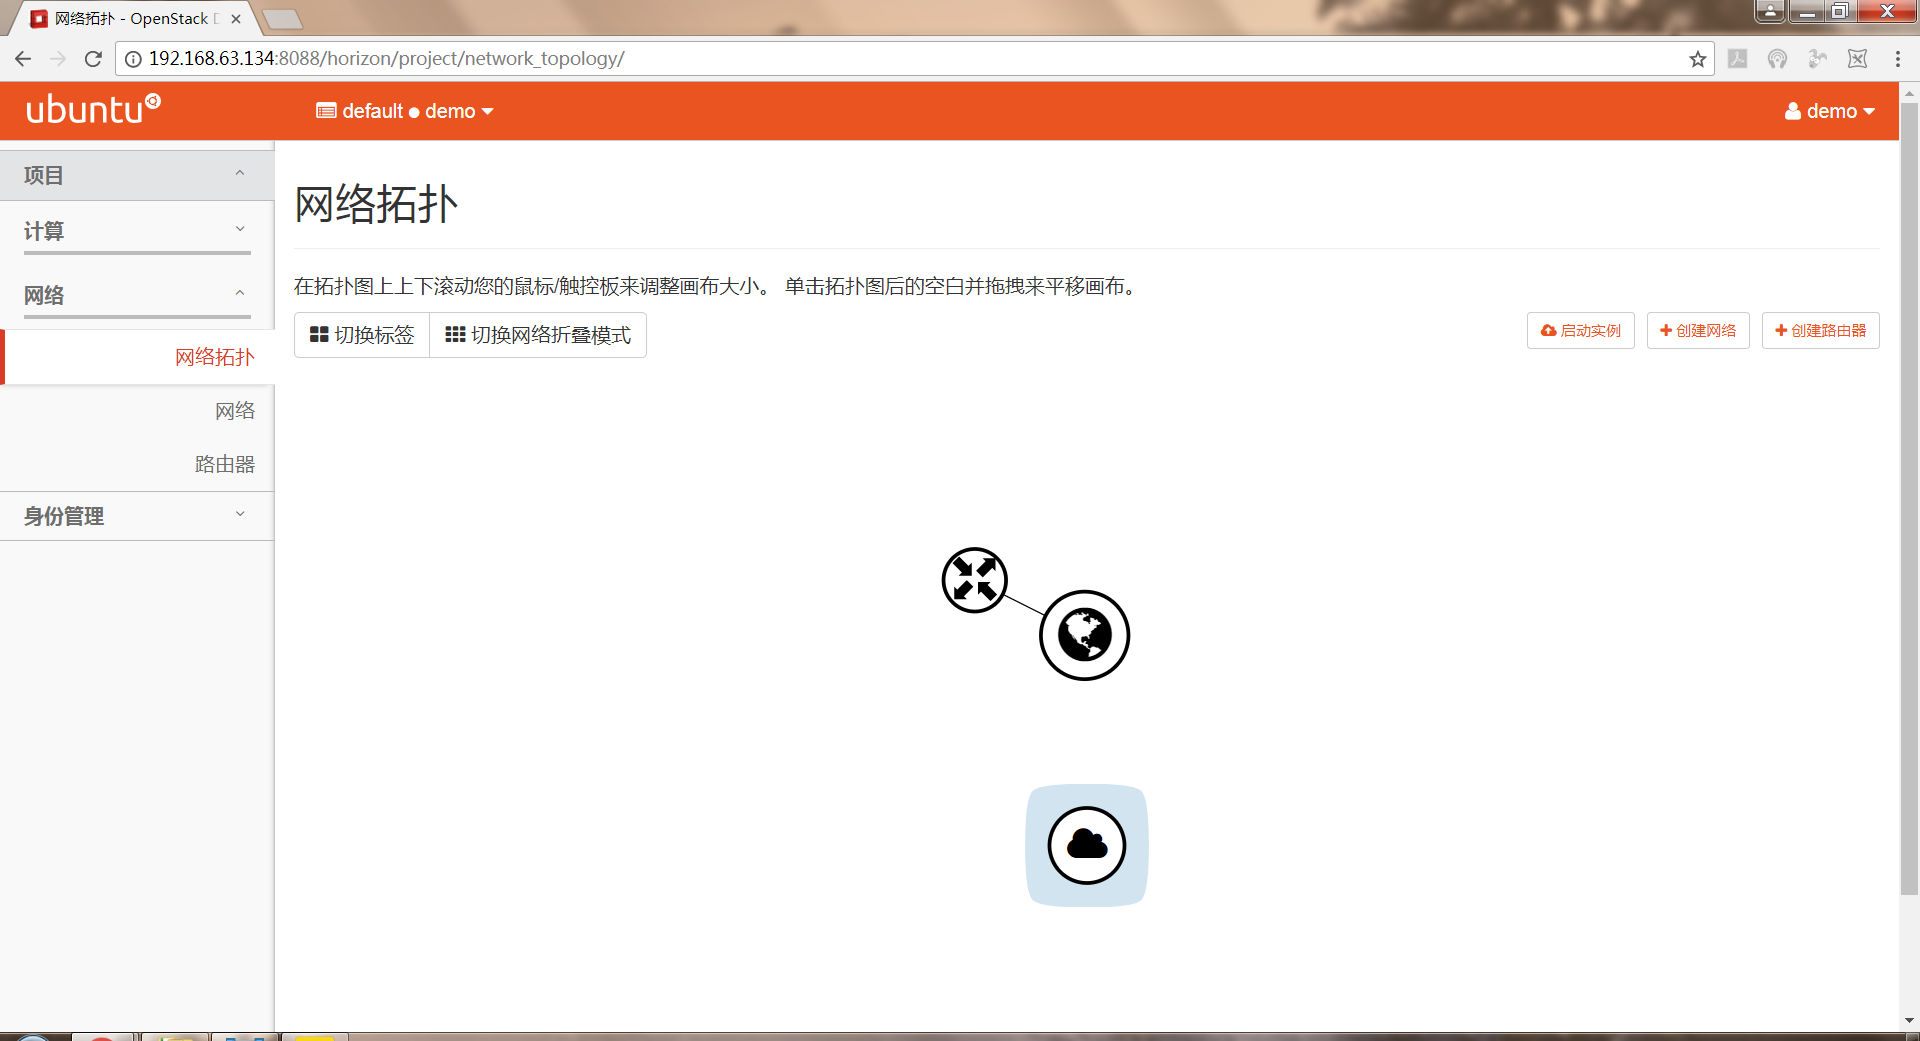 网络拓扑 - OpenStack D
192.168.63.134:8088/horizon/project/network_topology/
ubuntu
default ● demo
demo
项目
计算
网络
网络拓扑
网络
路由器
身份管理
网络拓扑
在拓扑图上上下滚动您的鼠标/触控板来调整画布大小。 单击拓扑图后的空白并拖拽来平移画布。
切换标签
切换网络折叠模式
启动实例
创建网络
创建路由器